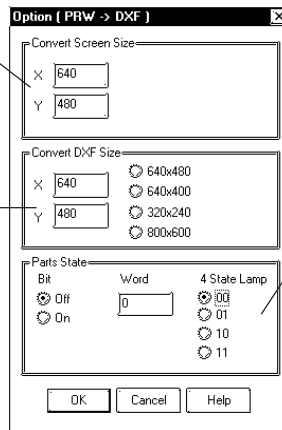 Option ( PRW -> DXF )
Convert Screen Size
X 640
Y 480
Convert DXF Size
X 640
Y 480
640x480
640x400
320x240
800x600
Parts State
Bit
Off
On
Word
0
4 State Lamp
00
01
10
11
OK Cancel Help